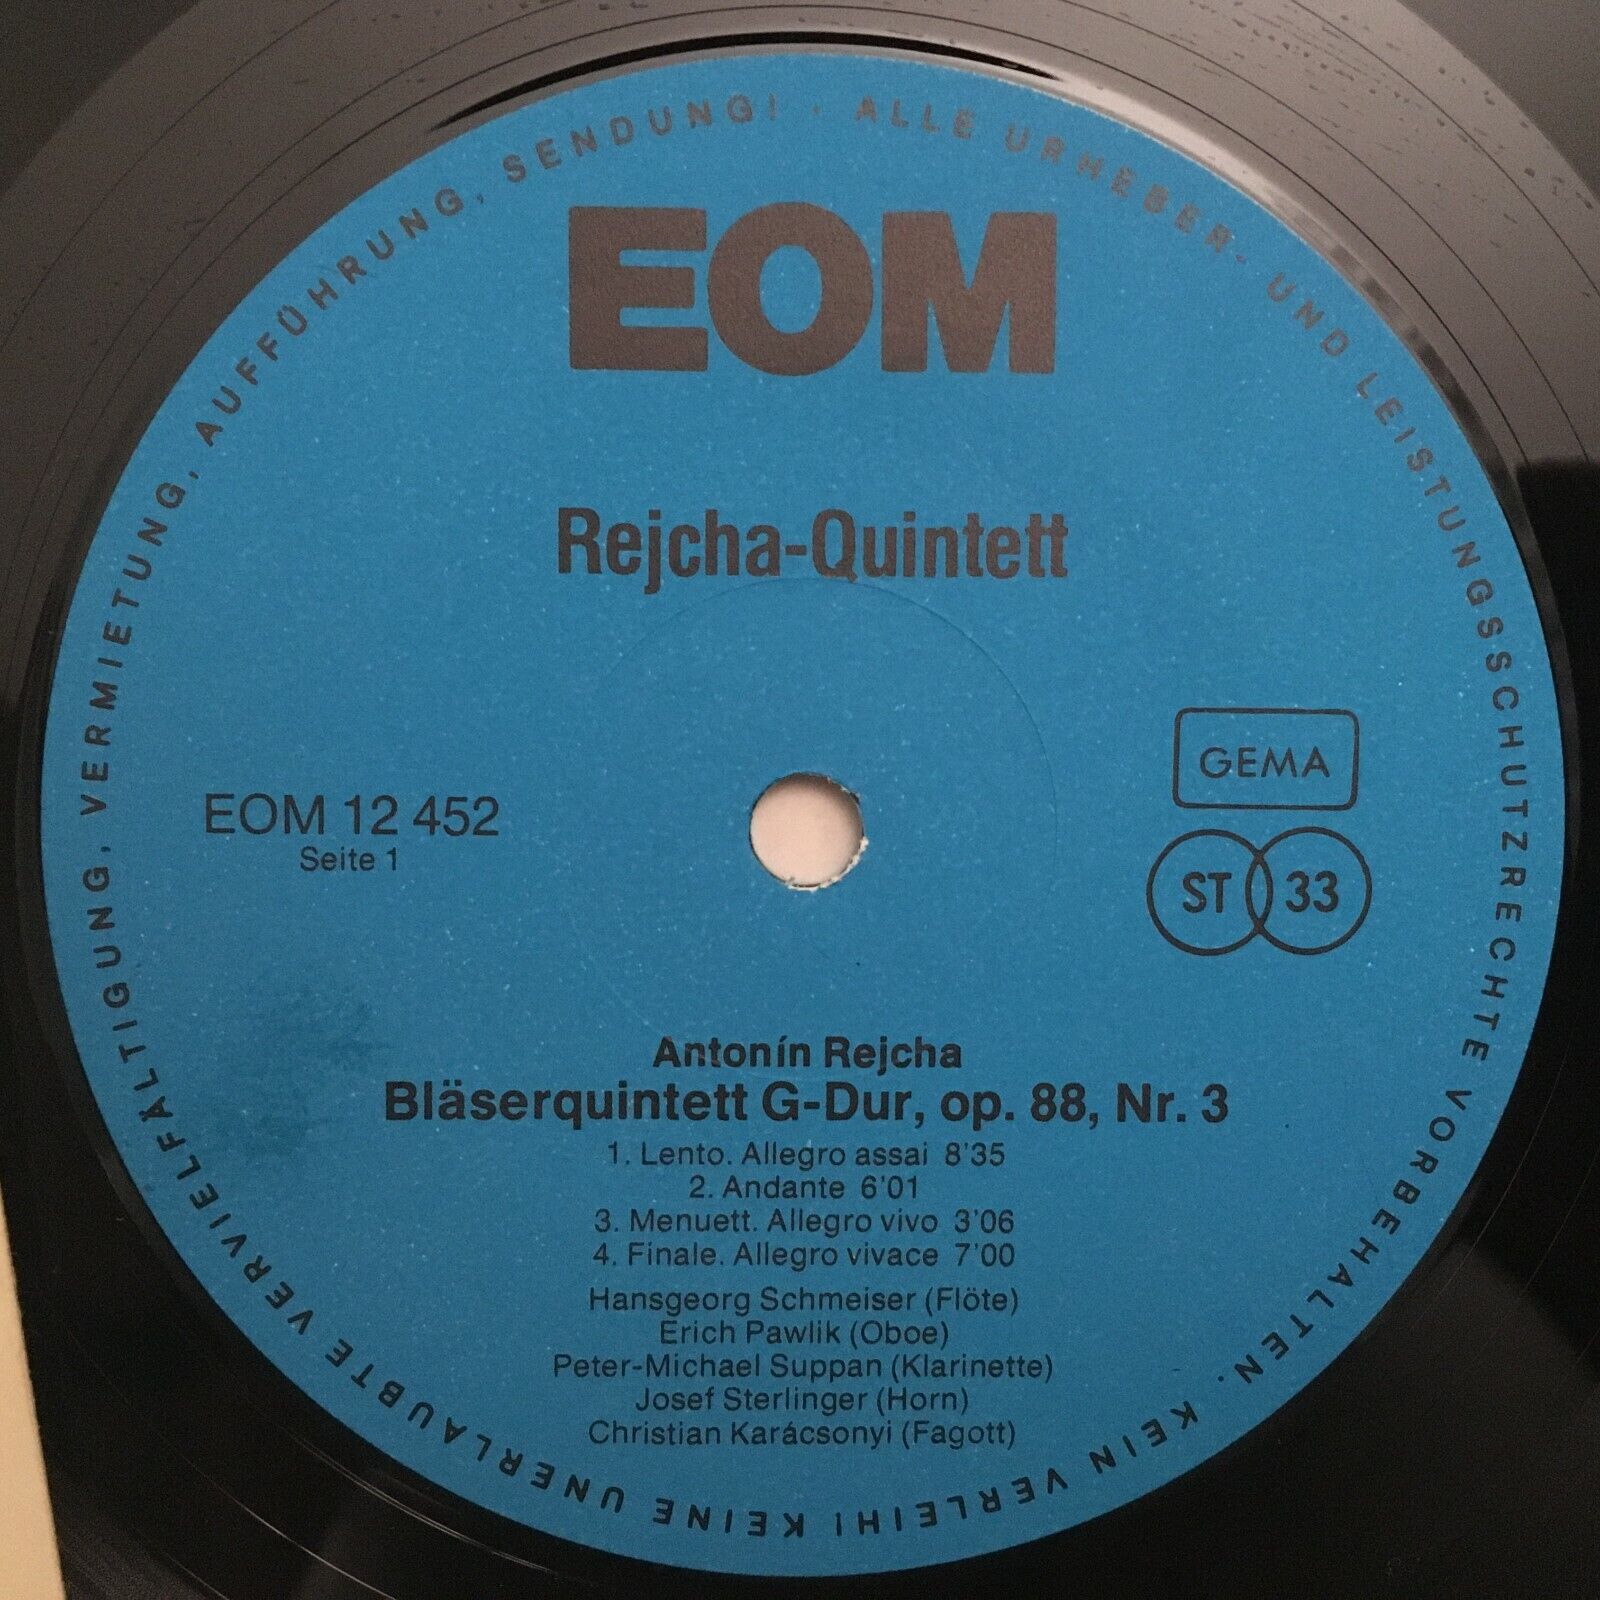 EOM
Rejcha-Quintett
GEMA
EOM 12 452
Seite 1
ST 33
Antonín Rejcha
Bläserquintett G-Dur, op. 88, Nr. 3
1. Lento. Allegro assai 8'35
2. Andante 6'01
3. Menuett. Allegro vivo 3'06
4. Finale. Allegro vivace 7'00
Hansgeorg Schmeiser (Flöte)
Erich Pawlik (Oboe)
Peter-Michael Suppan (Klarinette)
Josef Sterlinger (Horn)
Christian Karácsonyi (Fagott)
ALLE URHEBER- UND LEISTUNGSSCHUTZRECHTE VORBEHALTEN. KEIN VERLEIH! KEINE UNERLAUBTE VERVIELFÄLTIGUNG, VERMIETUNG, AUFFÜHRUNG, SENDUNG! ·